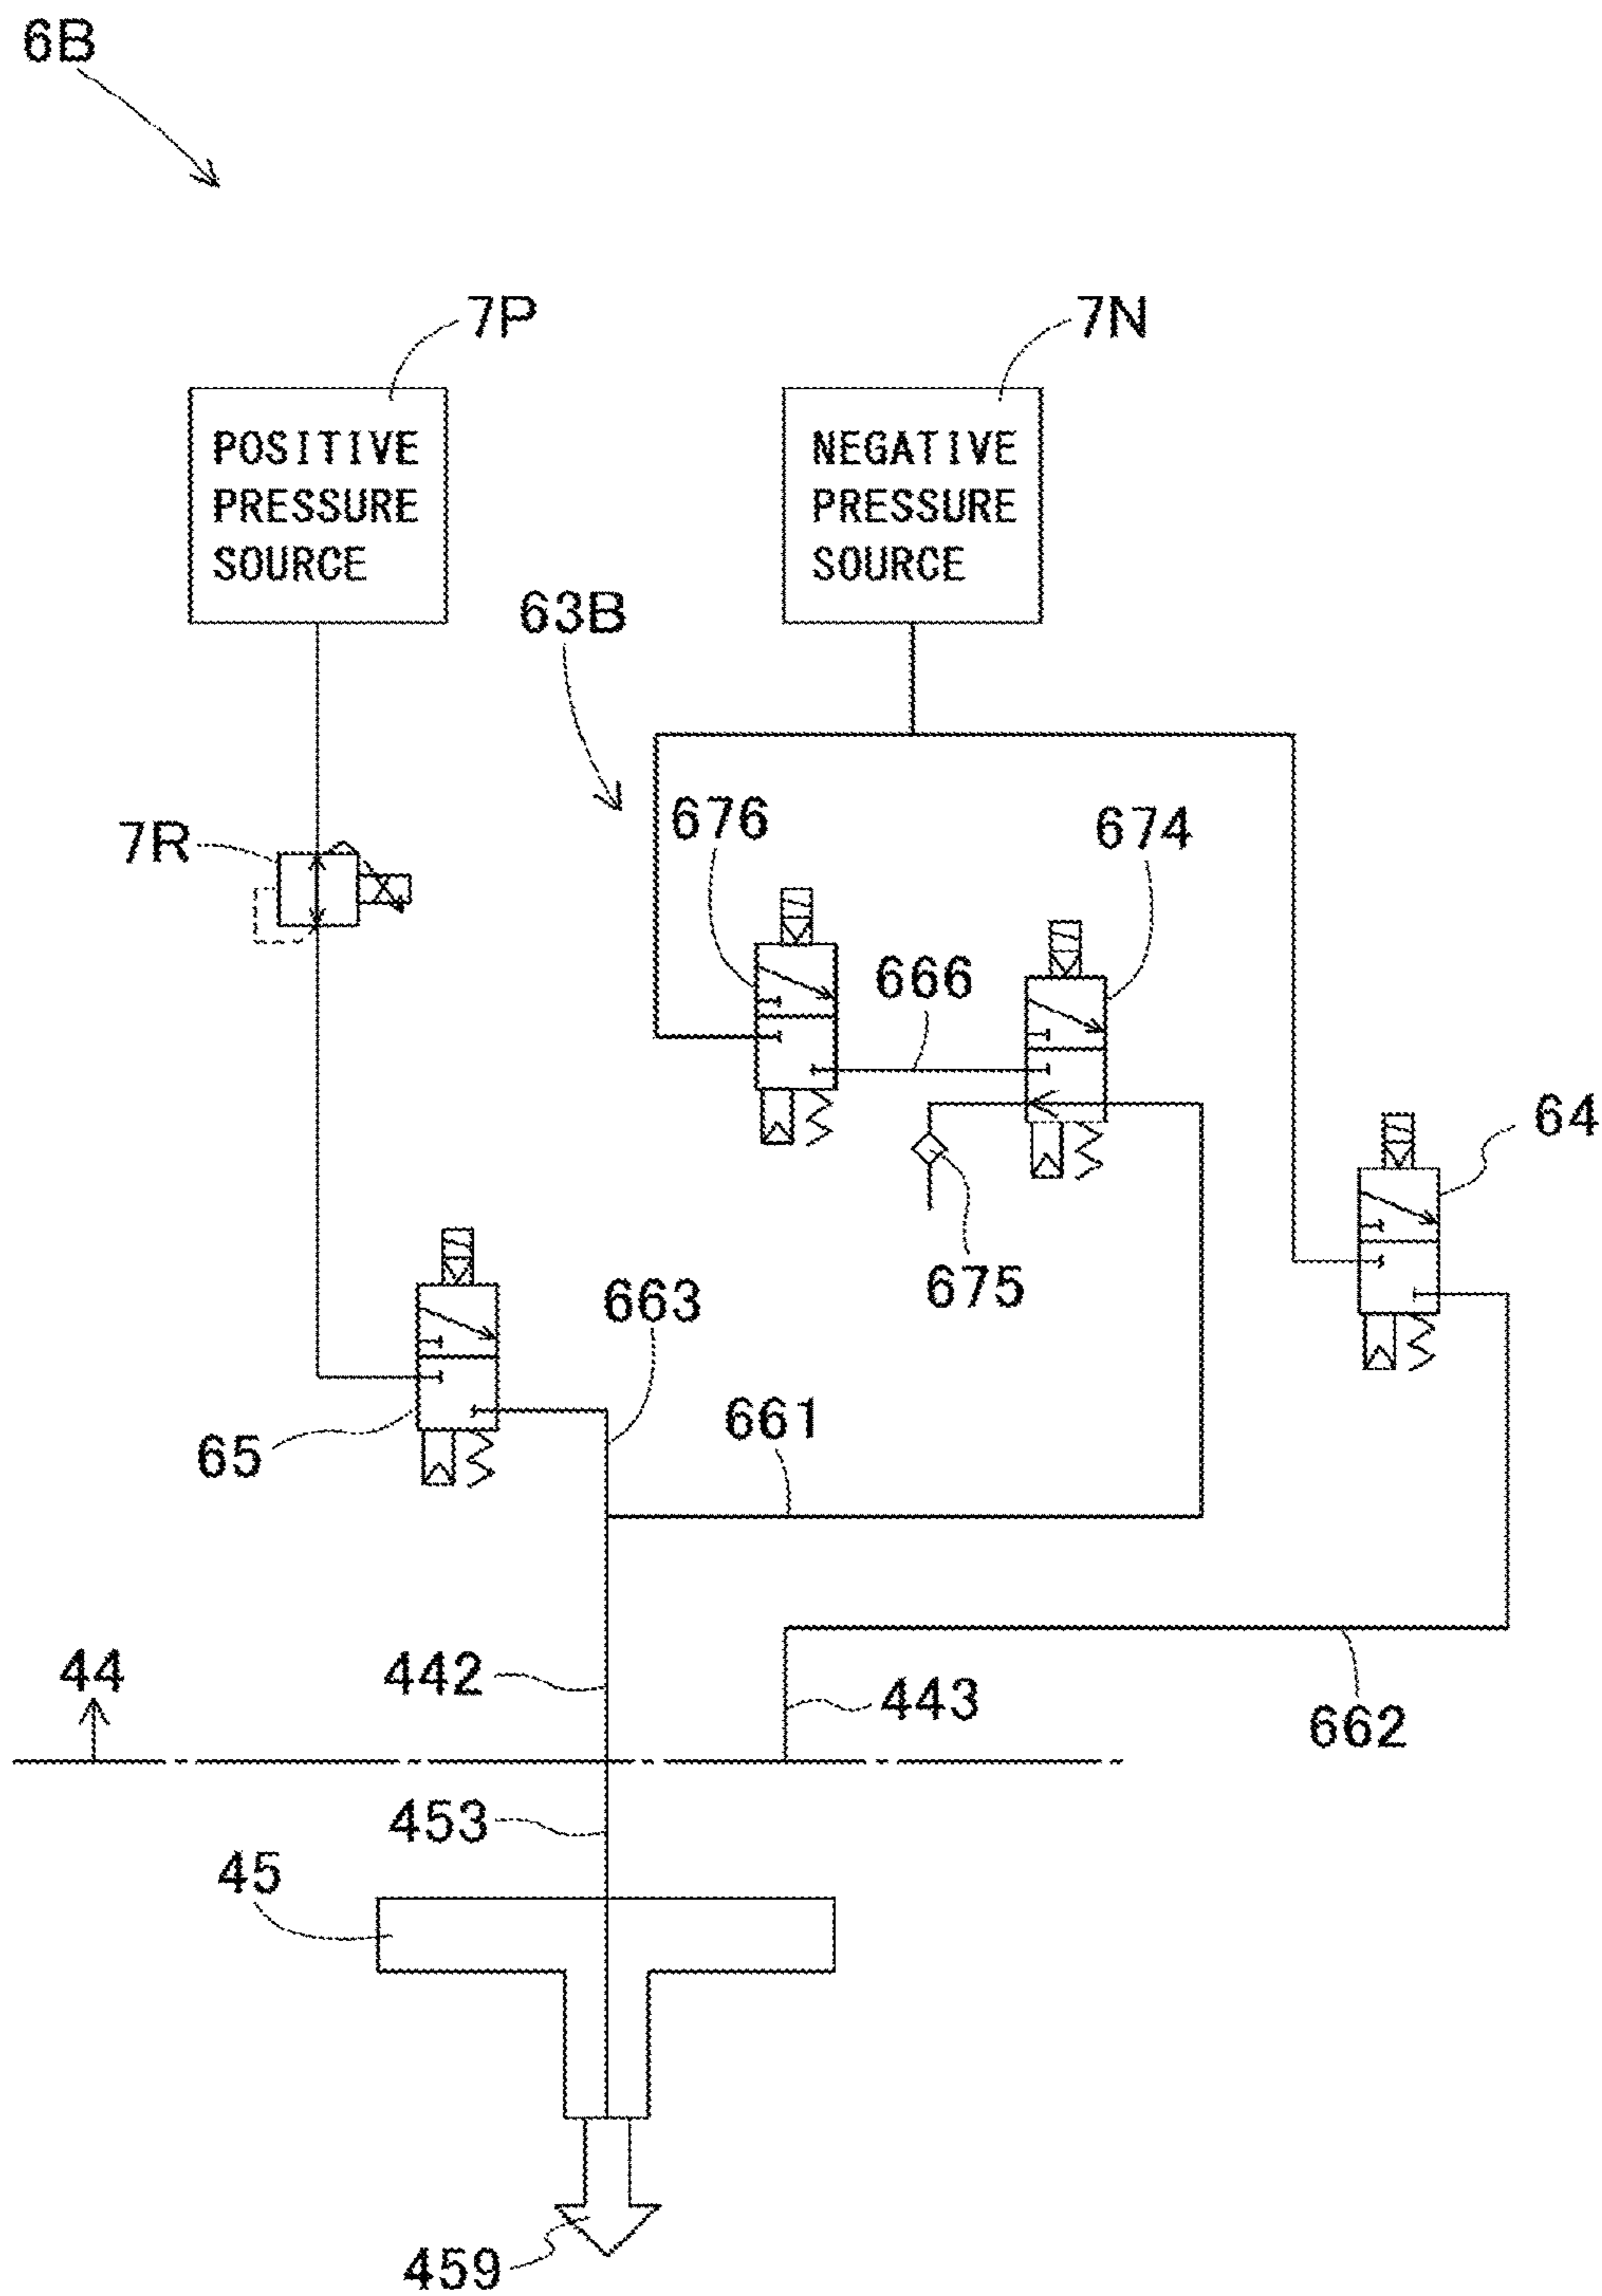 6B
7P
7N
POSITIVE
PRESSURE
SOURCE
NEGATIVE
PRESSURE
SOURCE
63B
676
674
7R
666
64
675
663
661
65
44
442
443
662
453
45
459